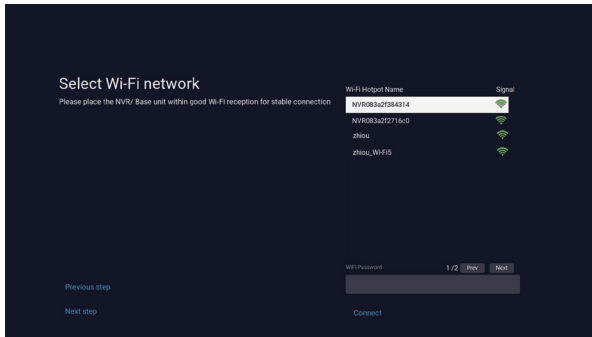 Select Wi-Fi network
Please place the NVR/ Base unit within good Wi-Fi reception for stable connection
Wi-Fi Hotpot Name Signal
NVR083a2f384314
NVR083a2f2716c0
zhiou
zhiou_Wi-Fi5
WiFi Password 1 /2 Prev Next
Previous step
Next step
Connect